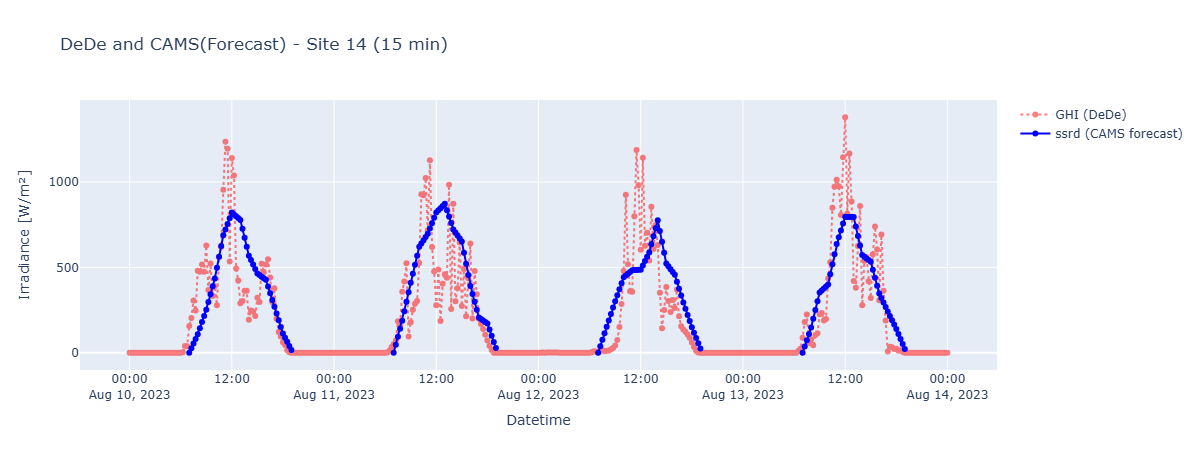 DeDe and CAMS(Forecast) - Site 14 (15 min)
GHI (DeDe)
ssrd (CAMS forecast)
Irradiance [W/m²]
1000
500
0
00:00 12:00 00:00 12:00 00:00 12:00 00:00 12:00 00:00
Aug 10, 2023 Aug 11, 2023 Aug 12, 2023 Aug 13, 2023 Aug 14, 2023
Datetime